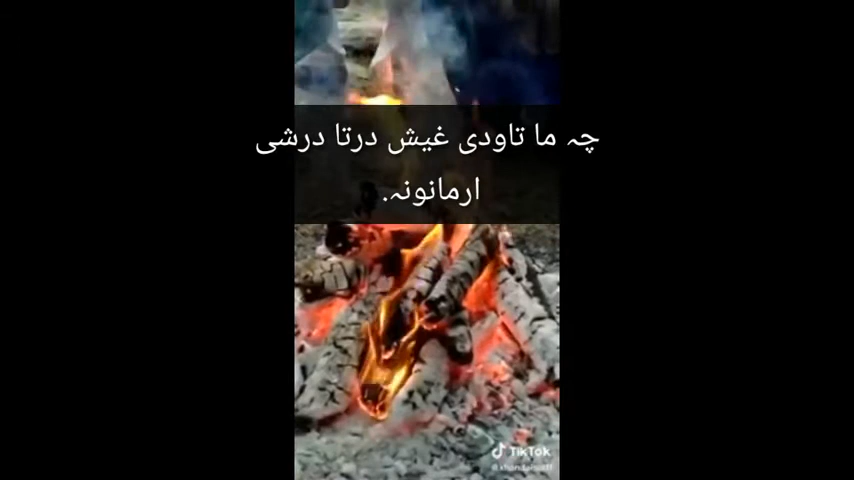 چہ ما تاودی غیش درتا درشی
ارمانونہ.
TikTok